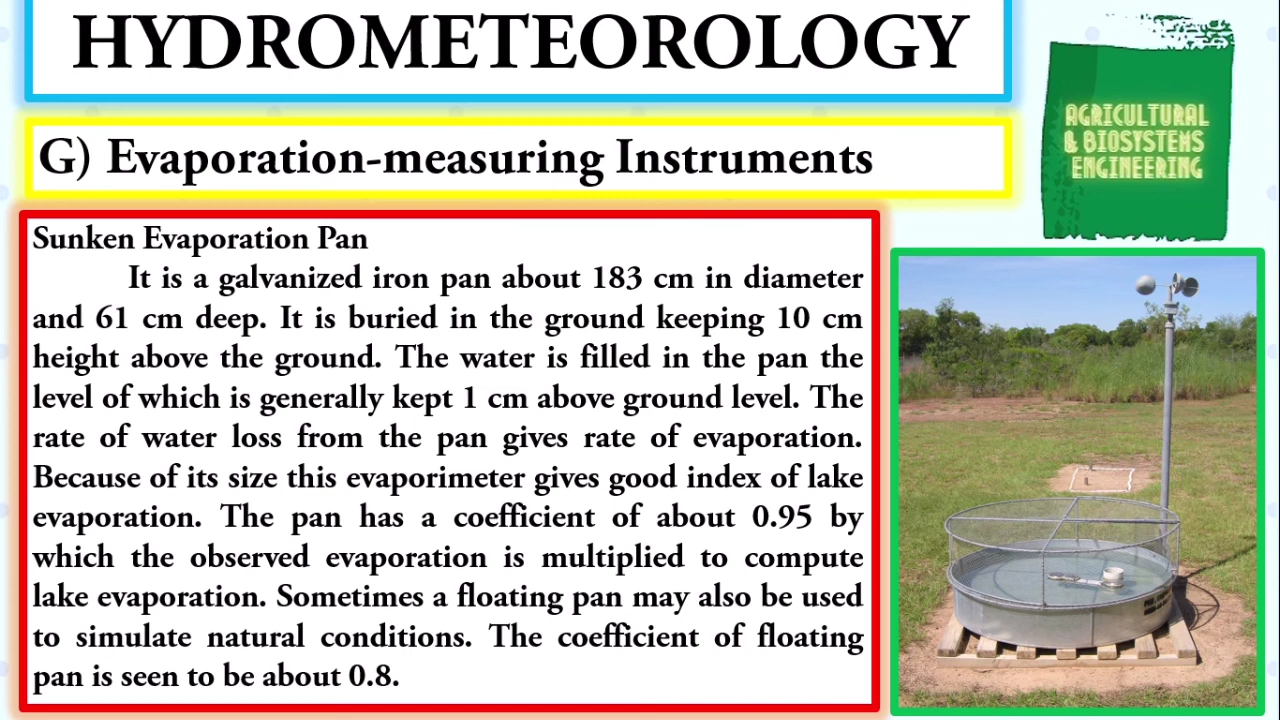 HYDROMETEOROLOGY
AGRICULTURAL
& BIOSYSTEMS
ENGINEERING
G) Evaporation-measuring Instruments
Sunken Evaporation Pan
It is a galvanized iron pan about 183 cm in diameter
and 61 cm deep. It is buried in the ground keeping 10 cm
height above the ground. The water is filled in the pan the
level of which is generally kept 1 cm above ground level. The
rate of water loss from the pan gives rate of evaporation.
Because of its size this evaporimeter gives good index of lake
evaporation. The pan has a coefficient of about 0.95 by
which the observed evaporation is multiplied to compute
lake evaporation. Sometimes a floating pan may also be used
to simulate natural conditions. The coefficient of floating
pan is seen to be about 0.8.